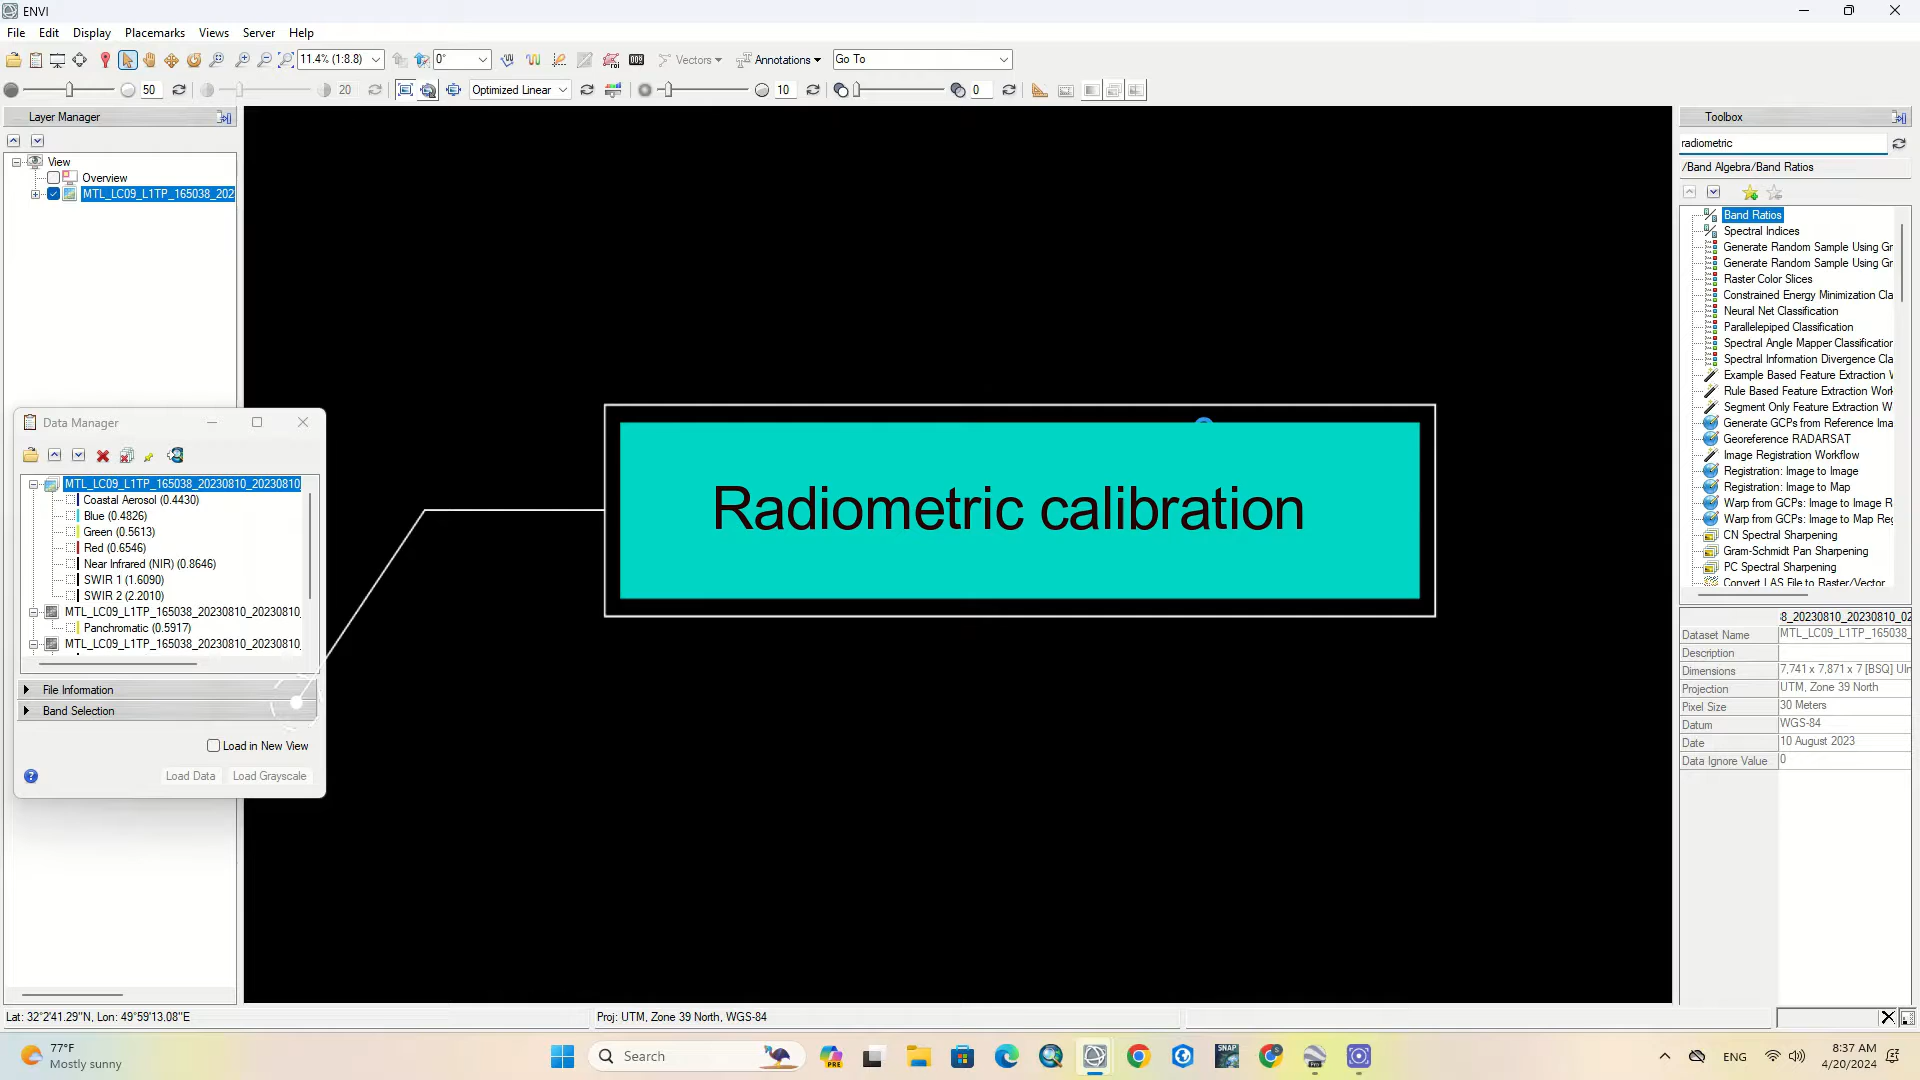 ENVI
File Edit Display Placemarks Views Server Help
11.4% (1:8.8) 0° Vectors Annotations Go To
50 20 Optimized Linear 10 0
Layer Manager
View
Overview
MTL_LC09_L1TP_165038_202
Data Manager
MTL_LC09_L1TP_165038_20230810_20230810
Coastal Aerosol (0.4430)
Blue (0.4826)
Green (0.5613)
Red (0.6546)
Near Infrared (NIR) (0.8646)
SWIR 1 (1.6090)
SWIR 2 (2.2010)
MTL_LC09_L1TP_165038_20230810_20230810_
Panchromatic (0.5917)
MTL_LC09_L1TP_165038_20230810_20230810_
File Information
Band Selection
Load in New View
Load Data Load Grayscale
Radiometric calibration
Toolbox
radiometric
/Band Algebra/Band Ratios
Band Ratios
Spectral Indices
Generate Random Sample Using Gr
Generate Random Sample Using Gr
Raster Color Slices
Constrained Energy Minimization Cla
Neural Net Classification
Parallelepiped Classification
Spectral Angle Mapper Classification
Spectral Information Divergence Cla
Example Based Feature Extraction W
Rule Based Feature Extraction Work
Segment Only Feature Extraction W
Generate GCPs from Reference Ima
Georeference RADARSAT
Image Registration Workflow
Registration: Image to Image
Registration: Image to Map
Warp from GCPs: Image to Image R
Warp from GCPs: Image to Map Reg
CN Spectral Sharpening
Gram-Schmidt Pan Sharpening
PC Spectral Sharpening
Convert LAS File to Raster/Vector
8_20230810_20230810_02
Dataset Name MTL_LC09_L1TP_165038_
Description
Dimensions 7,741 x 7,871 x 7 [BSQ] UIn
Projection UTM, Zone 39 North
Pixel Size 30 Meters
Datum WGS-84
Date 10 August 2023
Data Ignore Value 0
Lat: 32°2'41.29"N, Lon: 49°59'13.08"E
Proj: UTM, Zone 39 North, WGS-84
77°F
Mostly sunny
Search
PRE
SNAP
ENG
8:37 AM
4/20/2024